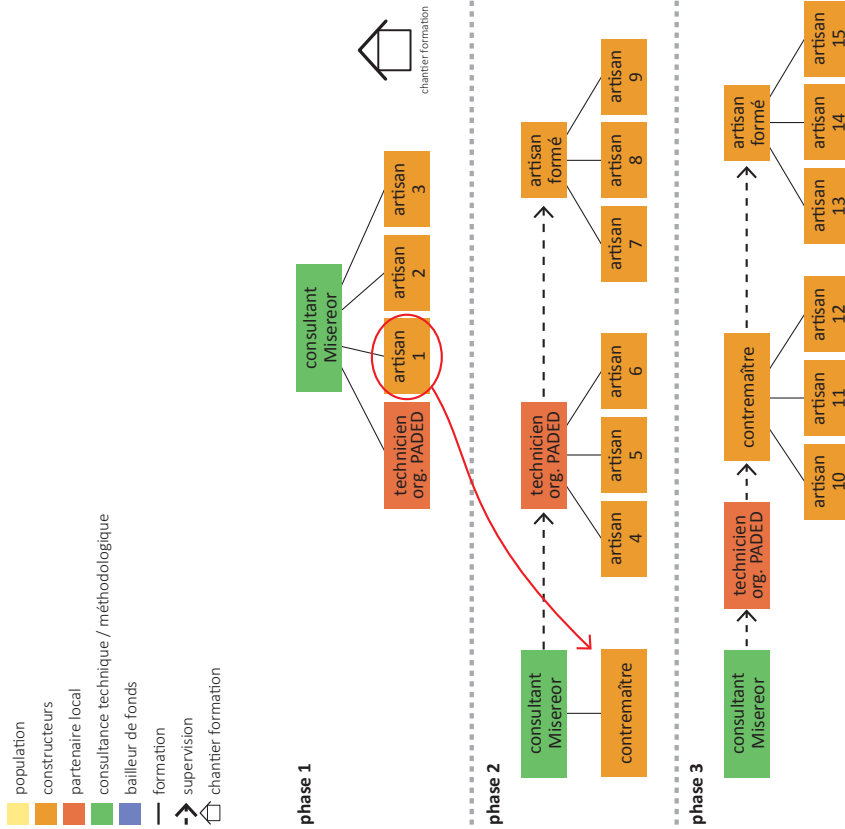 population
constructeurs
partenaire local
consultance technique / méthodologique
bailleur de fonds
formation
supervision
chantier formation
phase 1
consultant
Misereor
technicien
org. PADED
artisan
1
artisan
2
artisan
3
chantier formation
phase 2
consultant
Misereor
technicien
org. PADED
artisan
formé
contremaître
artisan
4
artisan
5
artisan
6
artisan
7
artisan
8
artisan
9
phase 3
consultant
Misereor
technicien
org. PADED
contremaître
artisan
formé
artisan
10
artisan
11
artisan
12
artisan
13
artisan
14
artisan
15